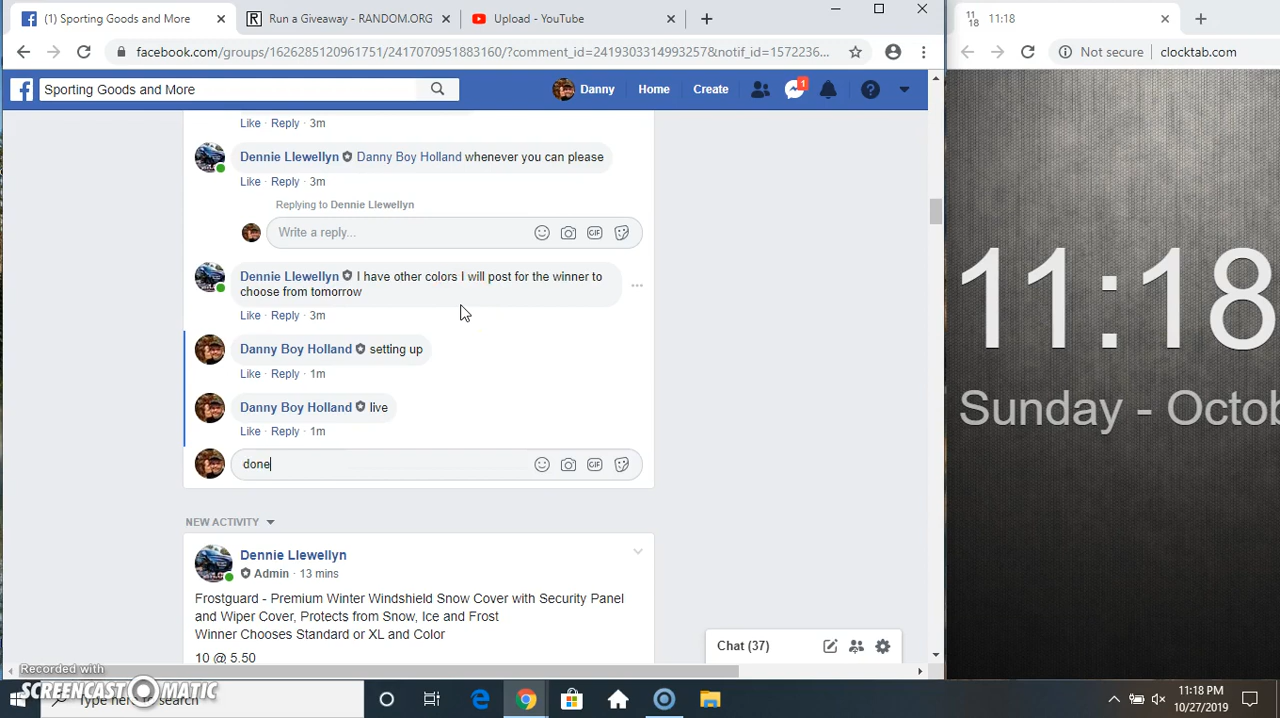 (1) Sporting Goods and More
Run a Giveaway - RANDOM.ORG
Upload - YouTube
11:18
facebook.com/groups/1626285120961751/2417070951883160/?comment_id=2419303314993257&notif_id=1572236...
Not secure
clocktab.com
Sporting Goods and More
Danny
Home
Create
1
Like · Reply · 3m
Dennie Llewellyn Danny Boy Holland whenever you can please
Like · Reply · 3m
Replying to Dennie Llewellyn
Write a reply...
GIF
Dennie Llewellyn I have other colors I will post for the winner to
choose from tomorrow
Like · Reply · 3m
Danny Boy Holland setting up
Like · Reply · 1m
Danny Boy Holland live
Like · Reply · 1m
done
GIF
NEW ACTIVITY
Dennie Llewellyn
Admin · 13 mins
Frostguard - Premium Winter Windshield Snow Cover with Security Panel
and Wiper Cover, Protects from Snow, Ice and Frost
Winner Chooses Standard or XL and Color
10 @ 5.50
Chat (37)
11:18
Sunday - Octob
Recorded with
SCREENCAST-O-MATIC
Type here to search
11:18 PM
10/27/2019